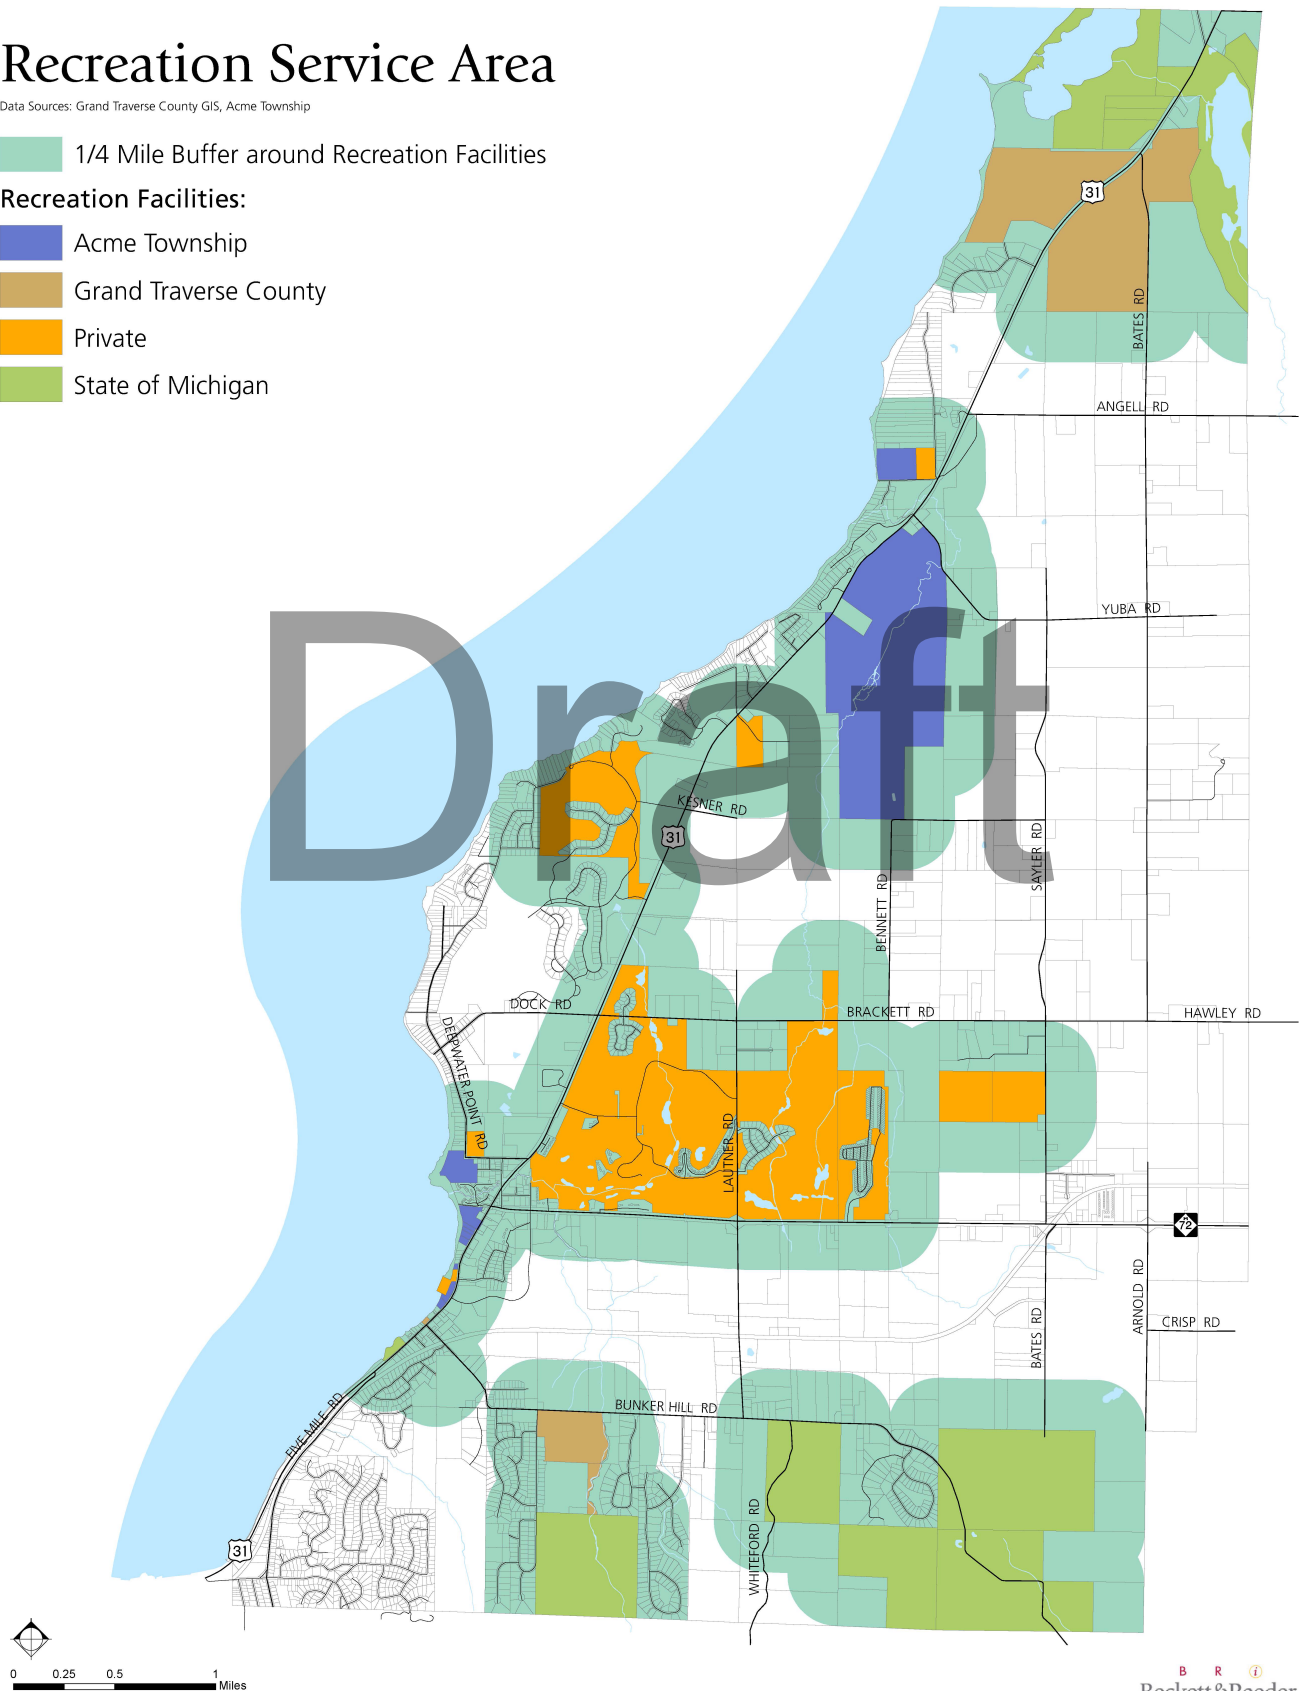 Recreation Service Area
Data Sources: Grand Traverse County GIS, Acme Township
1/4 Mile Buffer around Recreation Facilities
Recreation Facilities:
Acme Township
Grand Traverse County
Private
State of Michigan
31
BATES RD
ANGELL RD
YUBA RD
Draft
KESNER RD
31
SAYLER RD
BENNETT RD
DOCK RD
BRACKETT RD
HAWLEY RD
DEEPWATER POINT RD
LAUTNER RD
M
72
ARNOLD RD
BATES RD
CRISP RD
FIVE MILE RD
BUNKER HILL RD
WHITEFORD RD
31
0 0.25 0.5 1
Miles
B R i
Beckett&Raeder